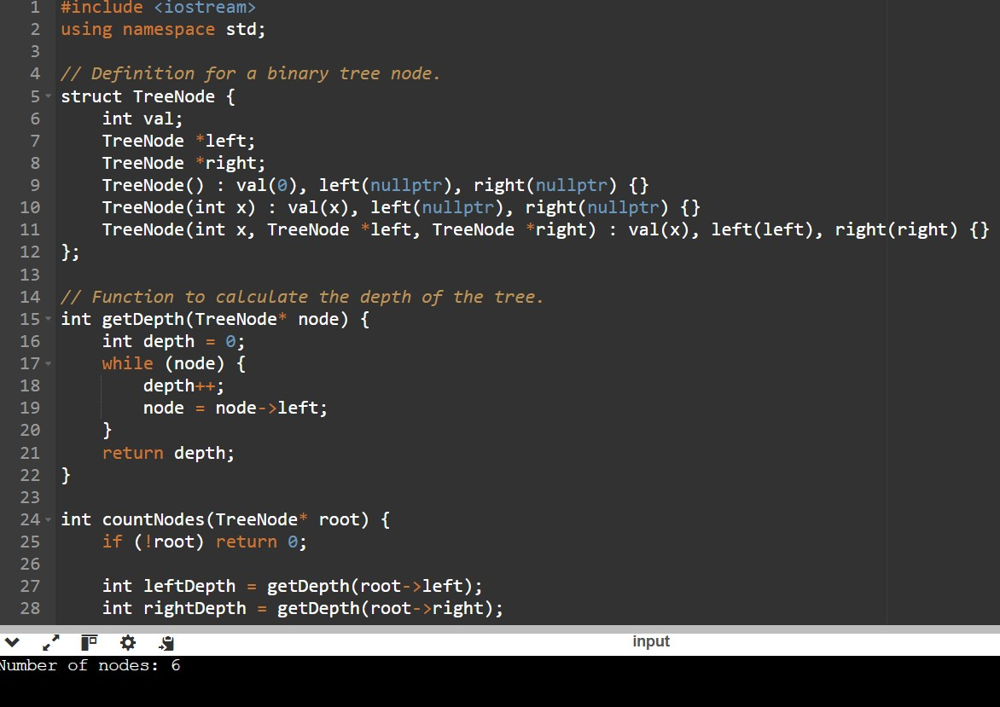 1 #include <iostream>
2 using namespace std;
3
4 // Definition for a binary tree node.
5 struct TreeNode {
6     int val;
7     TreeNode *left;
8     TreeNode *right;
9     TreeNode() : val(0), left(nullptr), right(nullptr) {}
10     TreeNode(int x) : val(x), left(nullptr), right(nullptr) {}
11     TreeNode(int x, TreeNode *left, TreeNode *right) : val(x), left(left), right(right) {}
12 };
13
14 // Function to calculate the depth of the tree.
15 int getDepth(TreeNode* node) {
16     int depth = 0;
17     while (node) {
18         depth++;
19         node = node->left;
20     }
21     return depth;
22 }
23
24 int countNodes(TreeNode* root) {
25     if (!root) return 0;
26
27     int leftDepth = getDepth(root->left);
28     int rightDepth = getDepth(root->right);
input
Number of nodes: 6